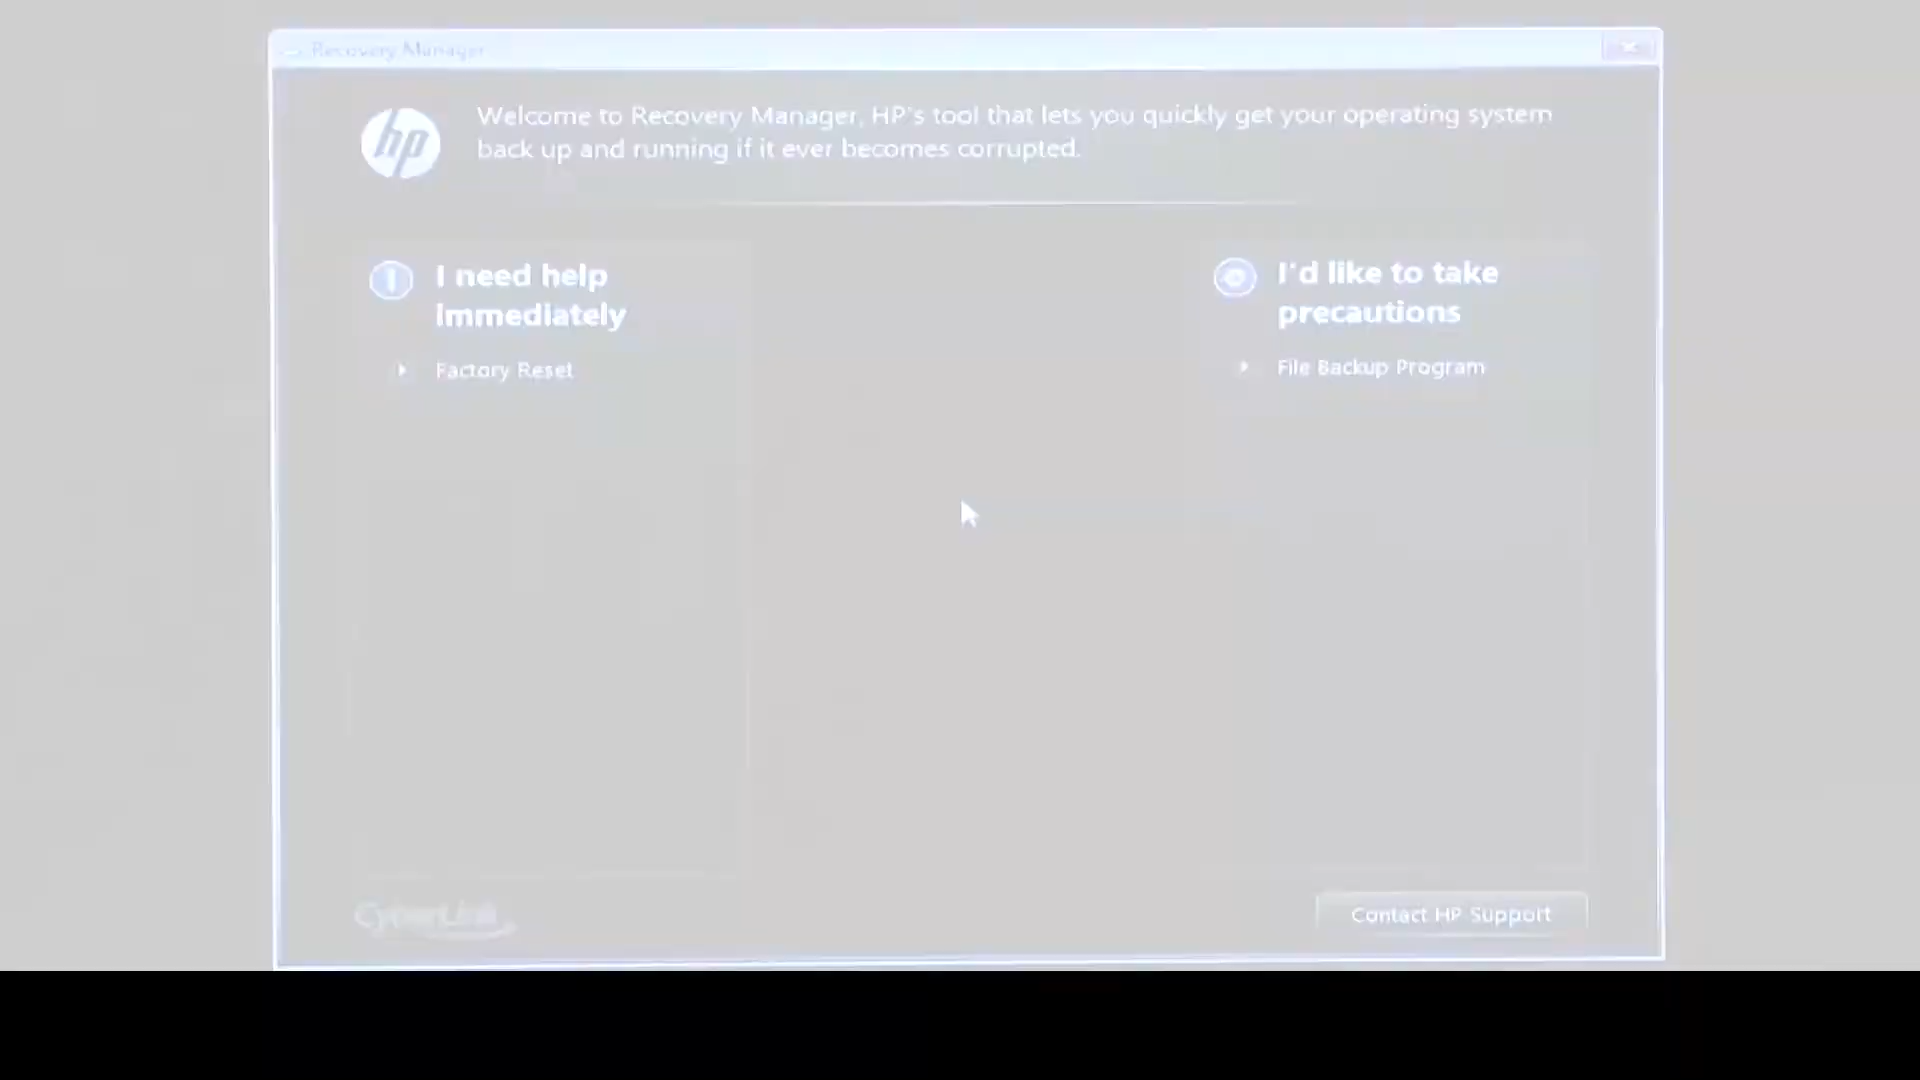 Recovery Manager
hp
Welcome to Recovery Manager, HP's tool that lets you quickly get your operating system
back up and running if it ever becomes corrupted.
I need help
immediately
Factory Reset
I'd like to take
precautions
File Backup Program
CyberLink
Contact HP Support